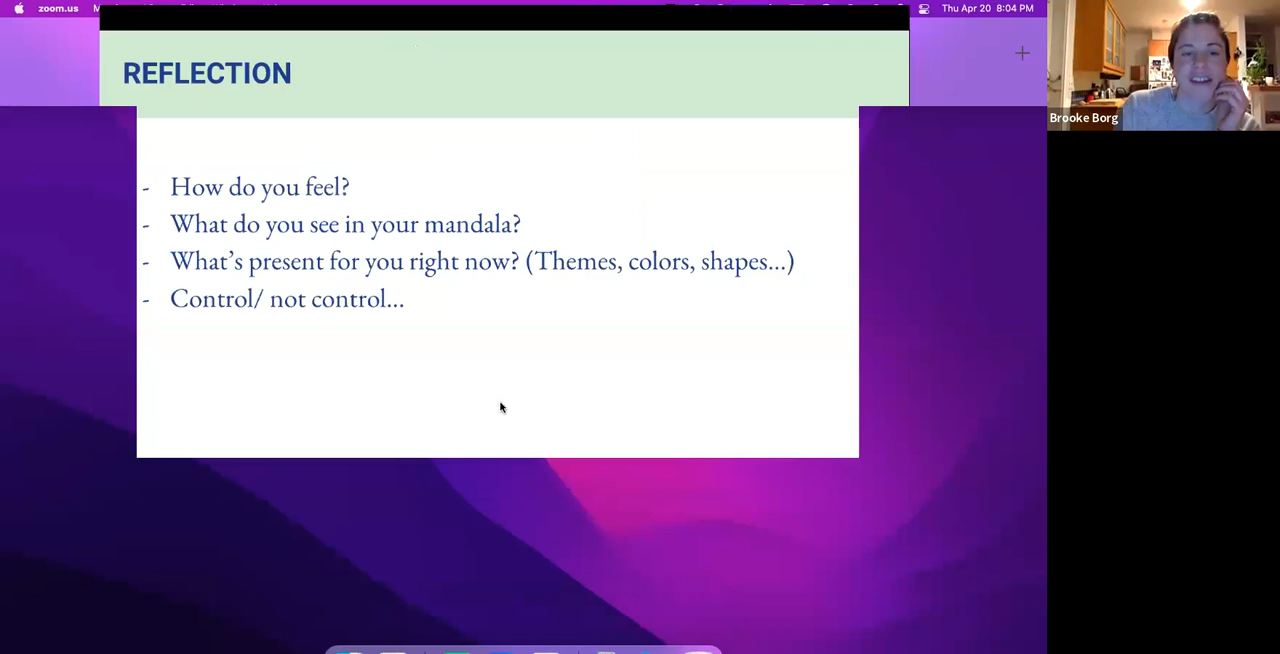 zoom.us
Thu Apr 20 8:04 PM
REFLECTION
Brooke Borg
- How do you feel?
- What do you see in your mandala?
- What’s present for you right now? (Themes, colors, shapes...)
- Control/ not control...